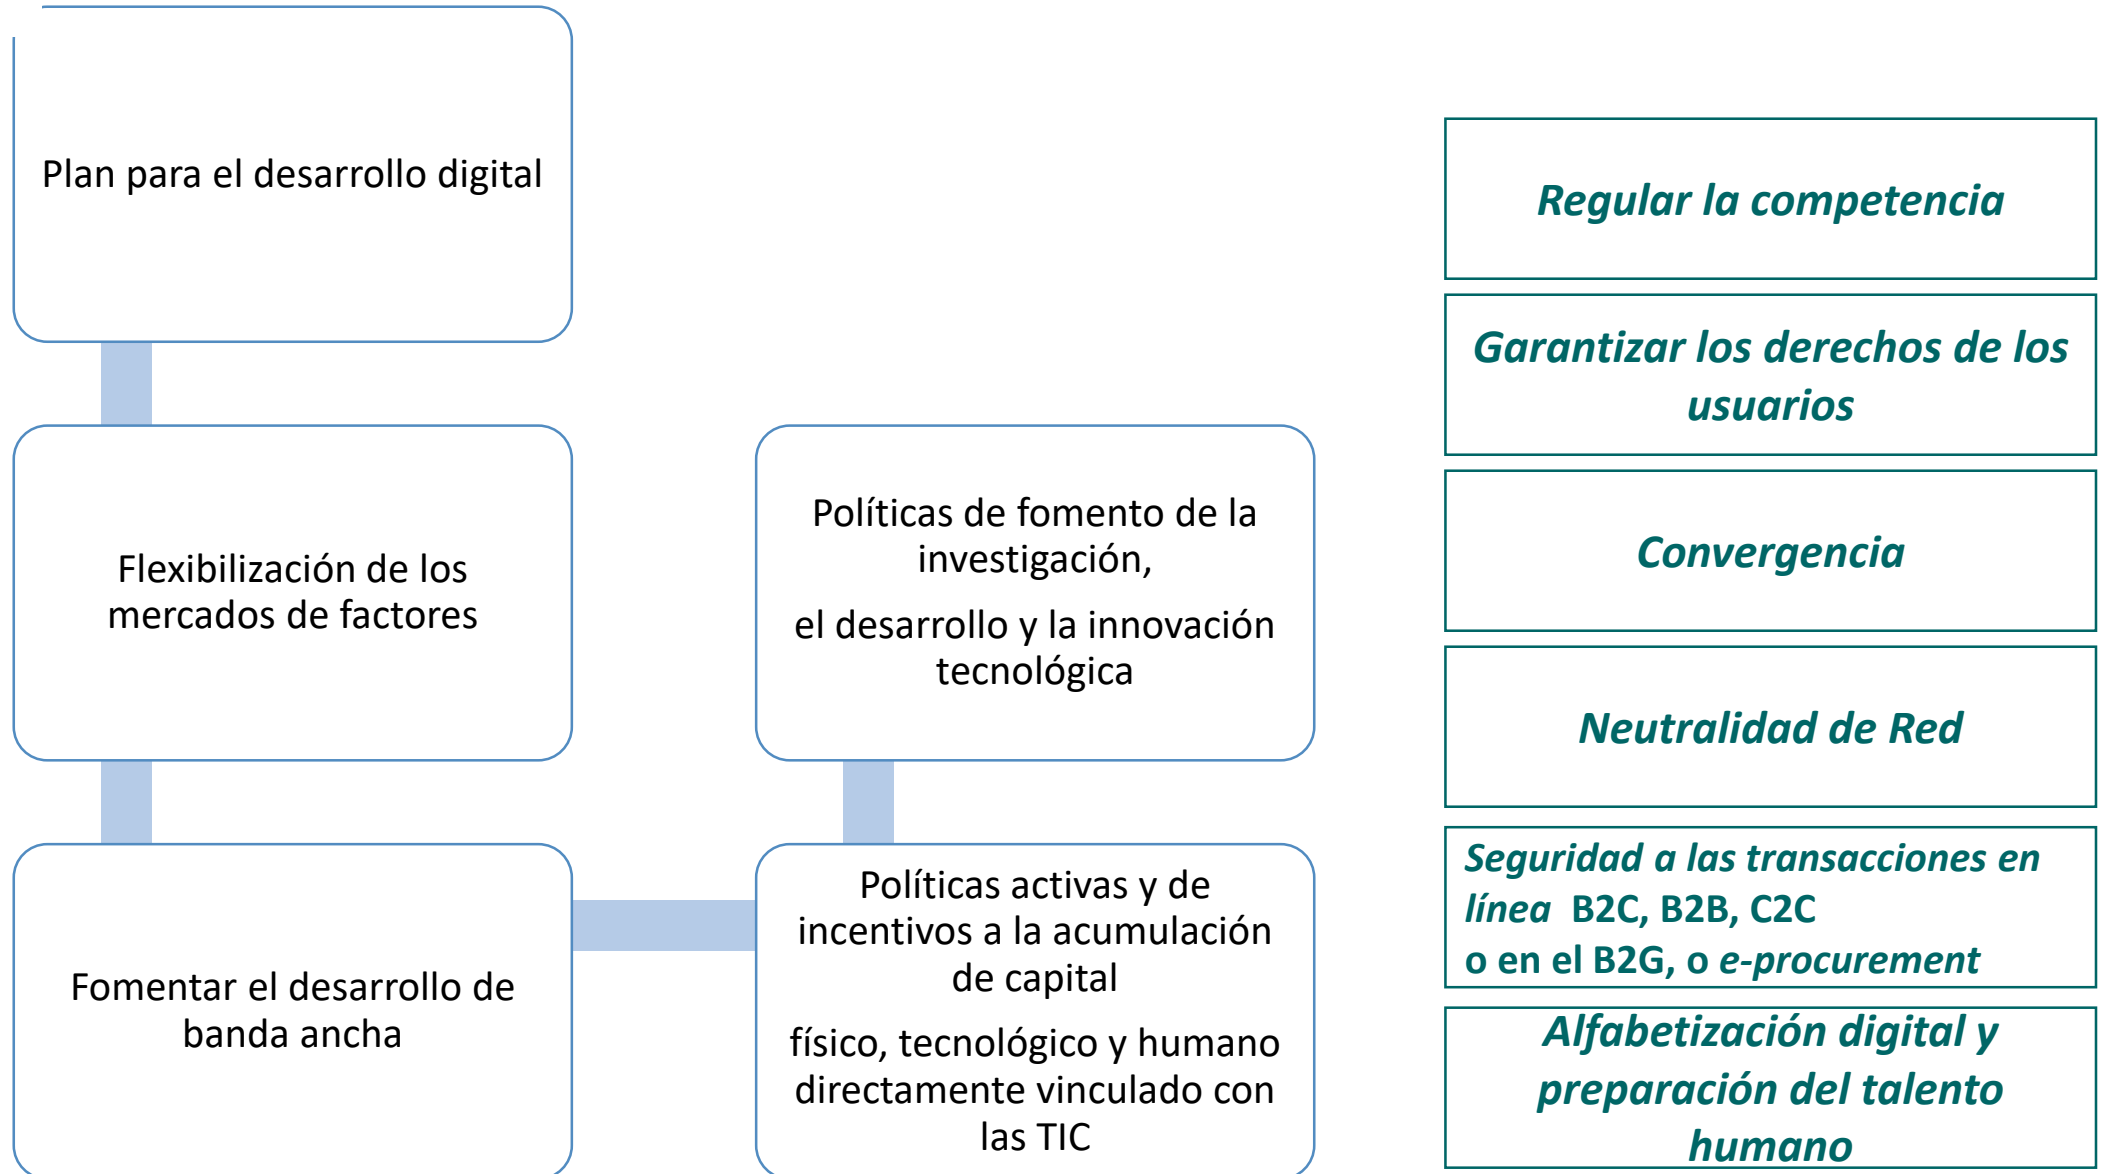 Plan para el desarrollo digital
Flexibilización de los
mercados de factores
Fomentar el desarrollo de
banda ancha
Políticas activas y de
incentivos a la acumulación
de capital
físico, tecnológico y humano
directamente vinculado con
las TIC
Políticas de fomento de la
investigación,
el desarrollo y la innovación
tecnológica
Regular la competencia
Garantizar los derechos de los
usuarios
Convergencia
Neutralidad de Red
Seguridad a las transacciones en
línea B2C, B2B, C2C
o en el B2G, o e-procurement
Alfabetización digital y
preparación del talento
humano